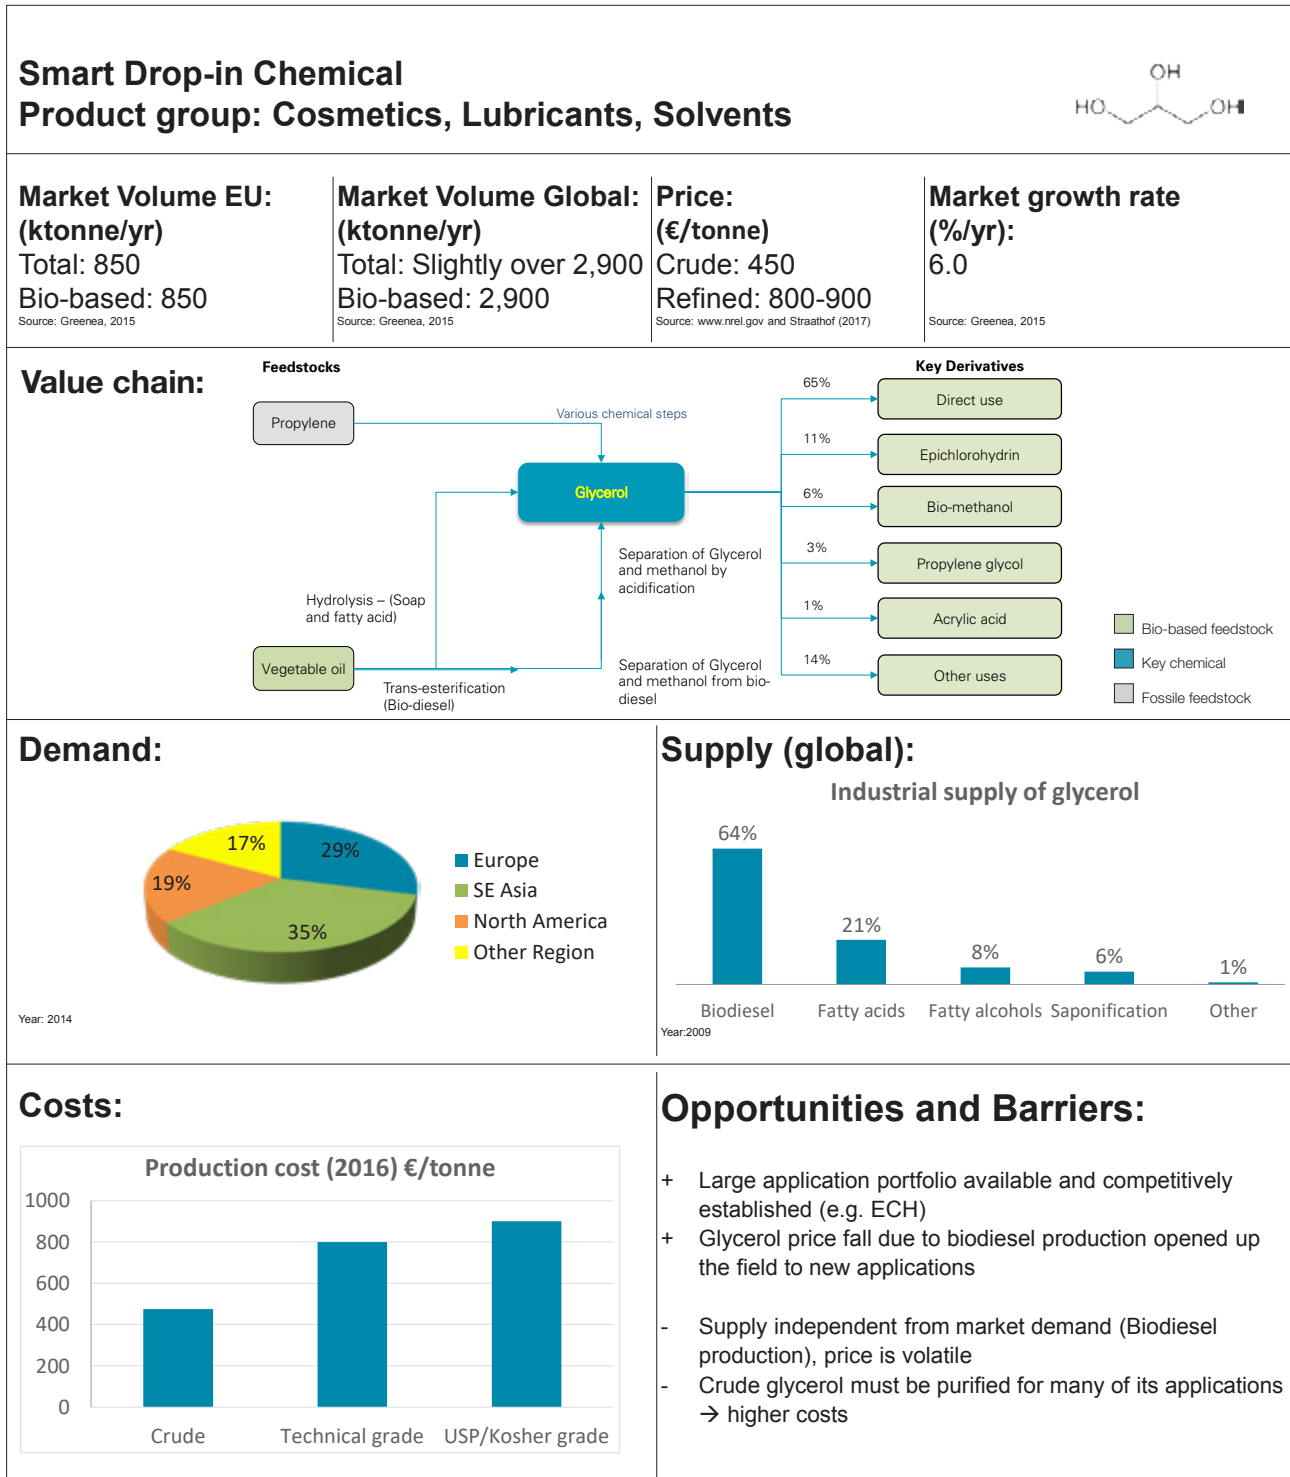 Smart Drop-in Chemical
Product group: Cosmetics, Lubricants, Solvents
OH
HO
OH
Market Volume EU:
(ktonne/yr)
Total: 850
Bio-based: 850
Source: Greenea, 2015
Market Volume Global:
(ktonne/yr)
Total: Slightly over 2,900
Bio-based: 2,900
Source: Greenea, 2015
Price:
(€/tonne)
Crude: 450
Refined: 800-900
Source: www.nrel.gov and Straathof (2017)
Market growth rate
(%/yr):
6.0
Source: Greenea, 2015
Value chain:
Feedstocks
Key Derivatives
Propylene
Various chemical steps
Glycerol
Hydrolysis – (Soap
and fatty acid)
Vegetable oil
Trans-esterification
(Bio-diesel)
Separation of Glycerol
and methanol by
acidification
Separation of Glycerol
and methanol from bio-
diesel
65%
Direct use
11%
Epichlorohydrin
6%
Bio-methanol
3%
Propylene glycol
1%
Acrylic acid
14%
Other uses
Bio-based feedstock
Key chemical
Fossile feedstock
Demand:
17%
29%
19%
35%
Europe
SE Asia
North America
Other Region
Year: 2014
Supply (global):
Industrial supply of glycerol
64%
21%
8%
6%
1%
Biodiesel
Fatty acids
Fatty alcohols
Saponification
Other
Year:2009
Costs:
Production cost (2016) €/tonne
1000
800
600
400
200
0
Crude
Technical grade
USP/Kosher grade
Opportunities and Barriers:
+ Large application portfolio available and competitively
established (e.g. ECH)
+ Glycerol price fall due to biodiesel production opened up
the field to new applications
- Supply independent from market demand (Biodiesel
production), price is volatile
- Crude glycerol must be purified for many of its applications
→ higher costs